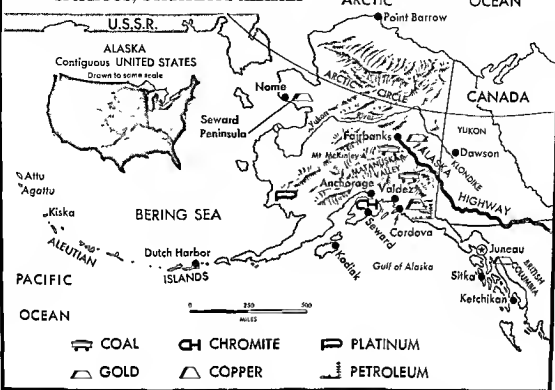 ARCTIC OCEAN
U.S.S.R.
Point Barrow
ALASKA
Contiguous UNITED STATES
Drawn to same scale
ARCTIC CIRCLE
Nome
CANADA
Seward
Peninsula
Yukon River
Fairbanks
YUKON
Dawson
KLONDIKE
Mt McKinley
MATANUSKA
VALLEY
ALASKA HIGHWAY
Anchorage
Valdez
Attu
Agattu
Kiska
BERING SEA
Seward
Cordova
ALEUTIAN
ISLANDS
Dutch Harbor
Kodiak
Gulf of Alaska
Juneau
Sitka
BRITISH
COLUMBIA
Ketchikan
PACIFIC
OCEAN
0 250 500
MILES
COAL CHROMITE PLATINUM
GOLD COPPER PETROLEUM